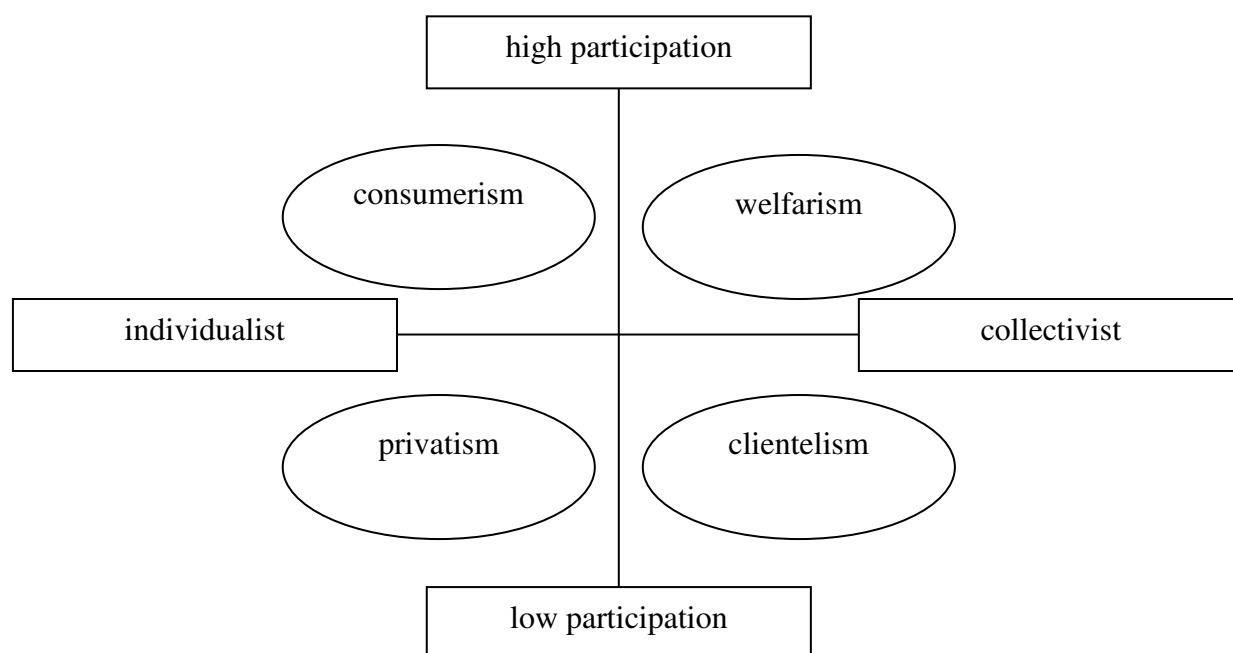 high participation
consumerism
welfarism
individualist
collectivist
privatism
clientelism
low participation